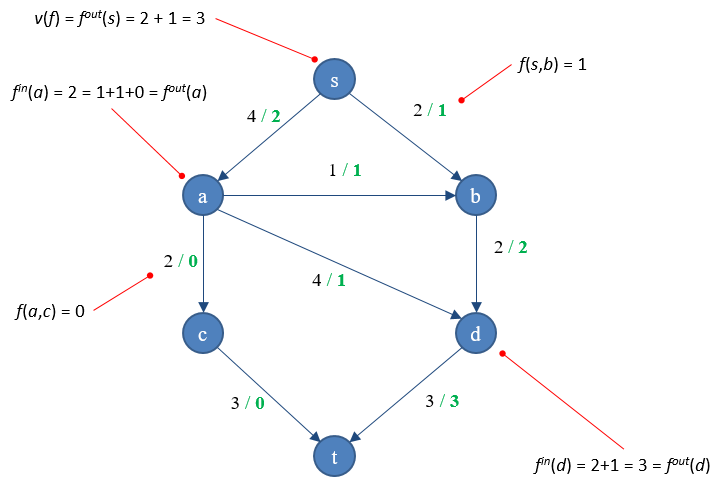 v(f) = fᵒᵘᵗ(s) = 2 + 1 = 3
s
f(s,b) = 1
fⁱⁿ(a) = 2 = 1+1+0 = fᵒᵘᵗ(a)
4 / 2
2 / 1
1 / 1
a
b
2 / 0
2 / 2
4 / 1
f(a,c) = 0
c
d
3 / 0
3 / 3
t
fⁱⁿ(d) = 2+1 = 3 = fᵒᵘᵗ(d)